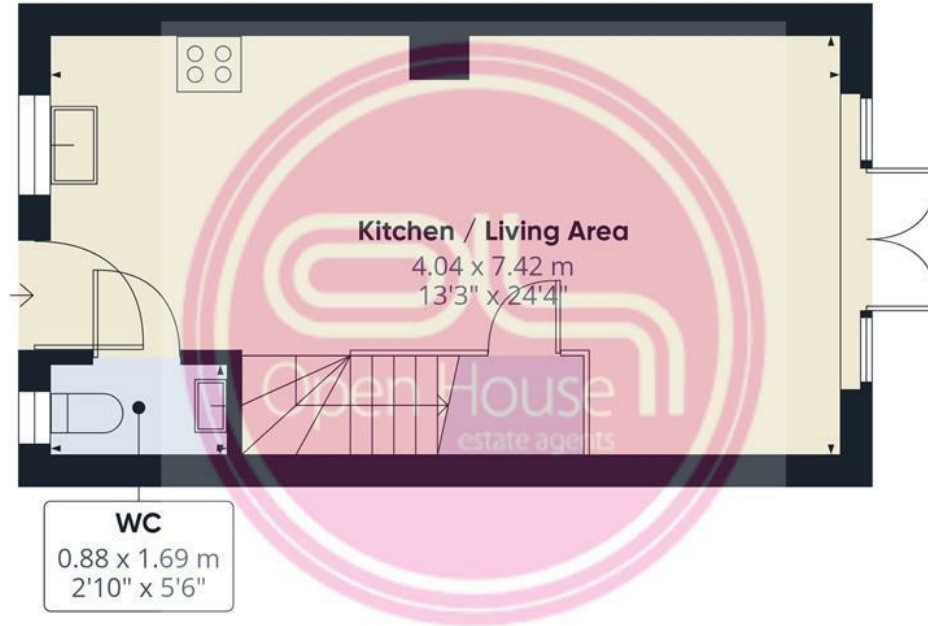 Kitchen / Living Area
4.04 x 7.42 m
13'3" x 24'4"
Open House
estate agents
WC
0.88 x 1.69 m
2'10" x 5'6"